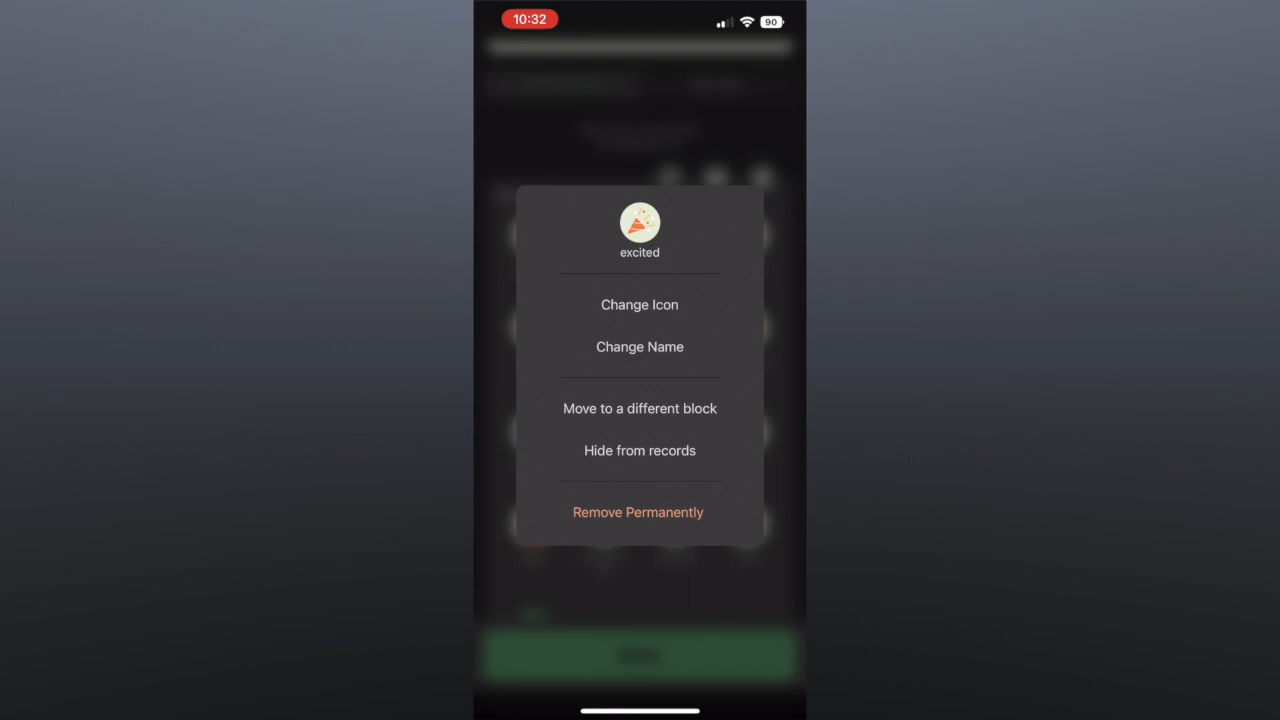 10:32
90
excited
Change Icon
Change Name
Move to a different block
Hide from records
Remove Permanently